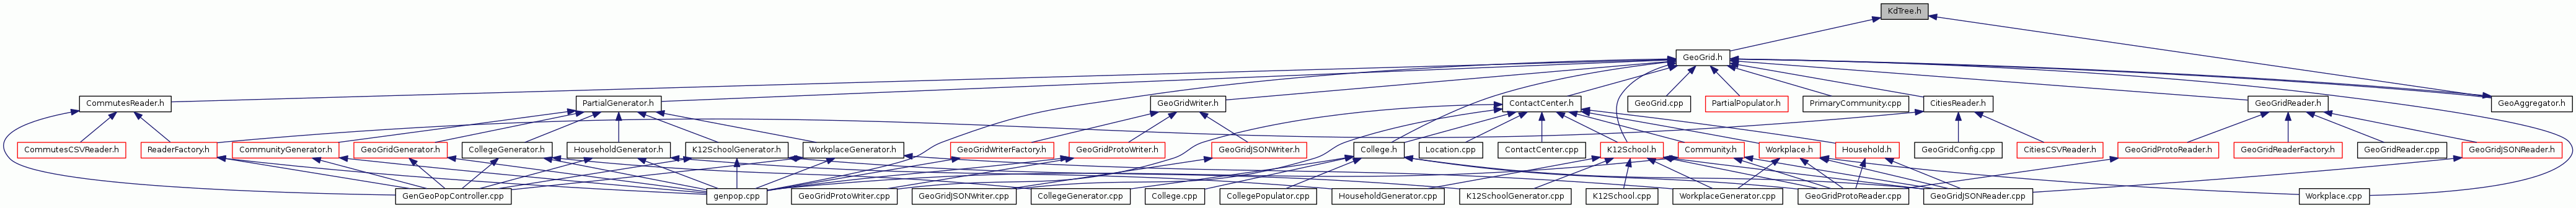 KdTree.h
GeoGrid.h
CommutesReader.h
PartialGenerator.h
GeoGridWriter.h
ContactCenter.h
GeoGrid.cpp
PartialPopulator.h
PrimaryCommunity.cpp
CitiesReader.h
GeoGridReader.h
GeoAggregator.h
CommutesCSVReader.h
ReaderFactory.h
CommunityGenerator.h
GeoGridGenerator.h
CollegeGenerator.h
HouseholdGenerator.h
K12SchoolGenerator.h
WorkplaceGenerator.h
GeoGridWriterFactory.h
GeoGridProtoWriter.h
GeoGridJSONWriter.h
College.h
Location.cpp
ContactCenter.cpp
K12School.h
Community.h
Workplace.h
Household.h
GeoGridConfig.cpp
CitiesCSVReader.h
GeoGridProtoReader.h
GeoGridReaderFactory.h
GeoGridReader.cpp
GeoGridJSONReader.h
GenGeoPopController.cpp
genpop.cpp
GeoGridProtoWriter.cpp
GeoGridJSONWriter.cpp
CollegeGenerator.cpp
College.cpp
CollegePopulator.cpp
HouseholdGenerator.cpp
K12SchoolGenerator.cpp
K12School.cpp
WorkplaceGenerator.cpp
GeoGridProtoReader.cpp
GeoGridJSONReader.cpp
Workplace.cpp